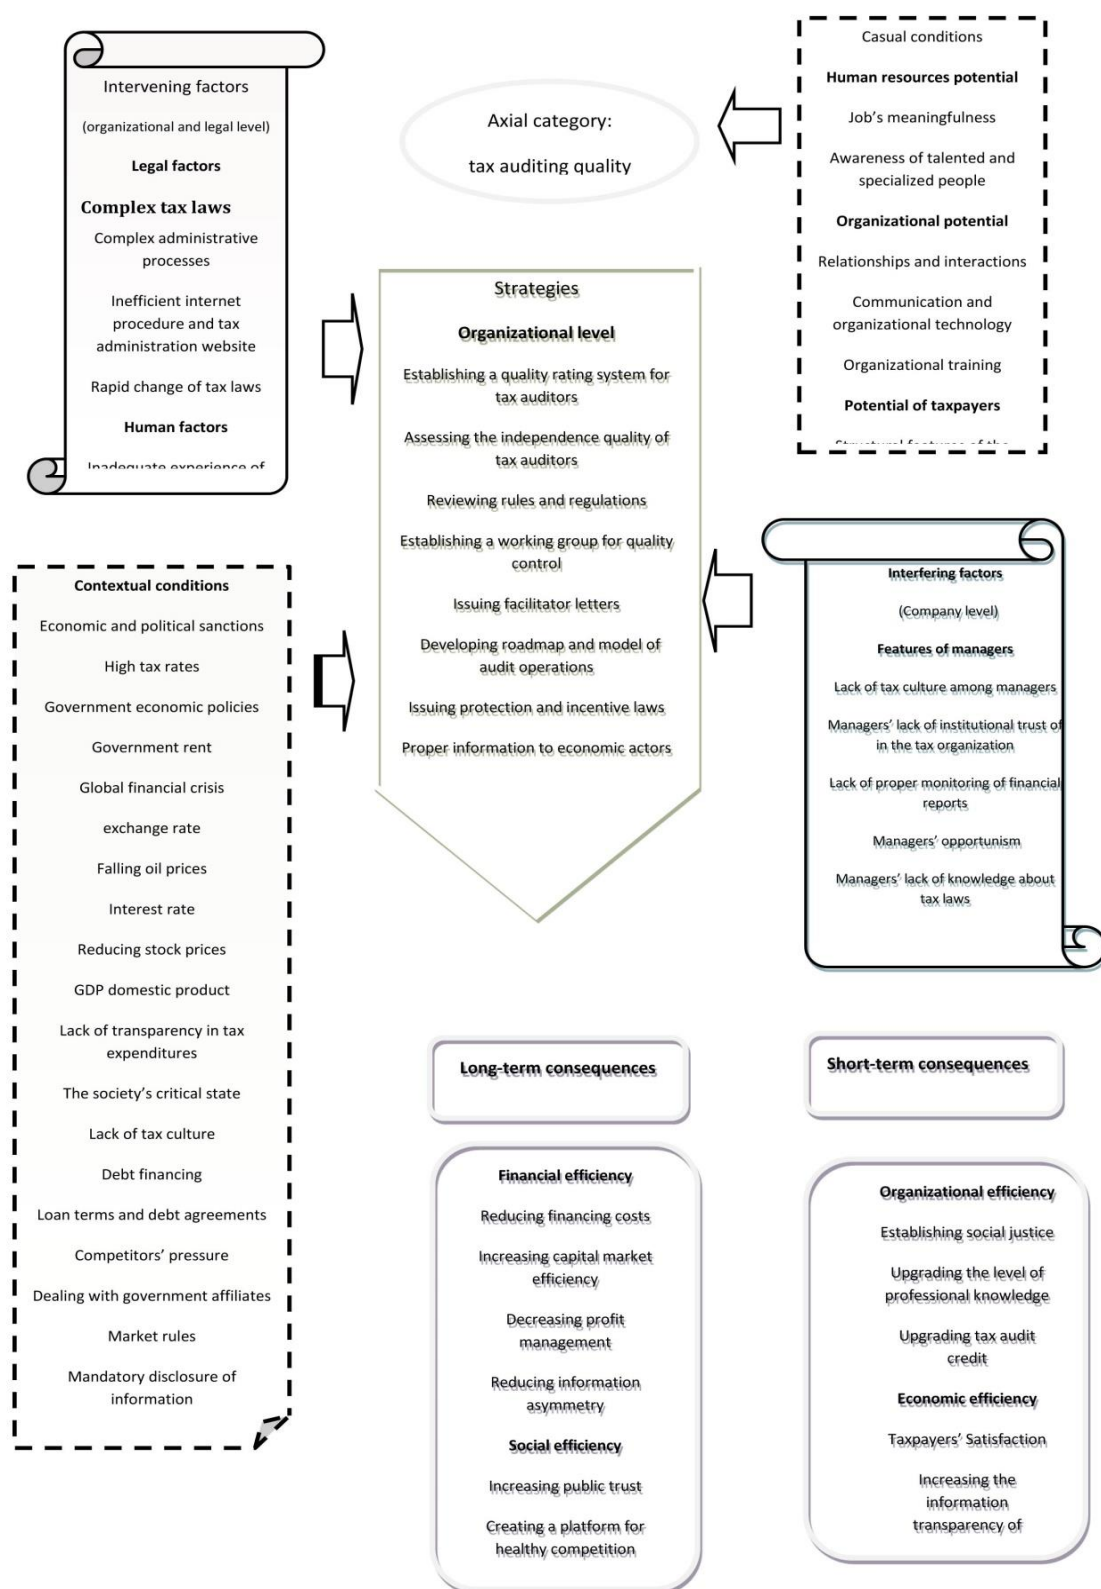 Intervening factors
(organizational and legal level)
Legal factors
Complex tax laws
Complex administrative
processes
Inefficient internet
procedure and tax
administration website
Rapid change of tax laws
Human factors
Inadequate experience of
Axial category:
tax auditing quality
Casual conditions
Human resources potential
Job's meaningfulness
Awareness of talented and
specialized people
Organizational potential
Relationships and interactions
Communication and
organizational technology
Organizational training
Potential of taxpayers
Structural features of the
Strategies
Organizational level
Establishing a quality rating system for
tax auditors
Assessing the independence quality of
tax auditors
Reviewing rules and regulations
Establishing a working group for quality
control
Issuing facilitator letters
Developing roadmap and model of
audit operations
Issuing protection and incentive laws
Proper information to economic actors
Contextual conditions
Economic and political sanctions
High tax rates
Government economic policies
Government rent
Global financial crisis
exchange rate
Falling oil prices
Interest rate
Reducing stock prices
GDP domestic product
Lack of transparency in tax
expenditures
The society's critical state
Lack of tax culture
Debt financing
Loan terms and debt agreements
Competitors' pressure
Dealing with government affiliates
Market rules
Mandatory disclosure of
information
Interfering factors
(Company level)
Features of managers
Lack of tax culture among managers
Managers' lack of institutional trust of
in the tax organization
Lack of proper monitoring of financial
reports
Managers' opportunism
Managers' lack of knowledge about
tax laws
Long-term consequences
Financial efficiency
Reducing financing costs
Increasing capital market
efficiency
Decreasing profit
management
Reducing information
asymmetry
Social efficiency
Increasing public trust
Creating a platform for
healthy competition
Short-term consequences
Organizational efficiency
Establishing social justice
Upgrading the level of
professional knowledge
Upgrading tax audit
credit
Economic efficiency
Taxpayers' Satisfaction
Increasing the
information
transparency of